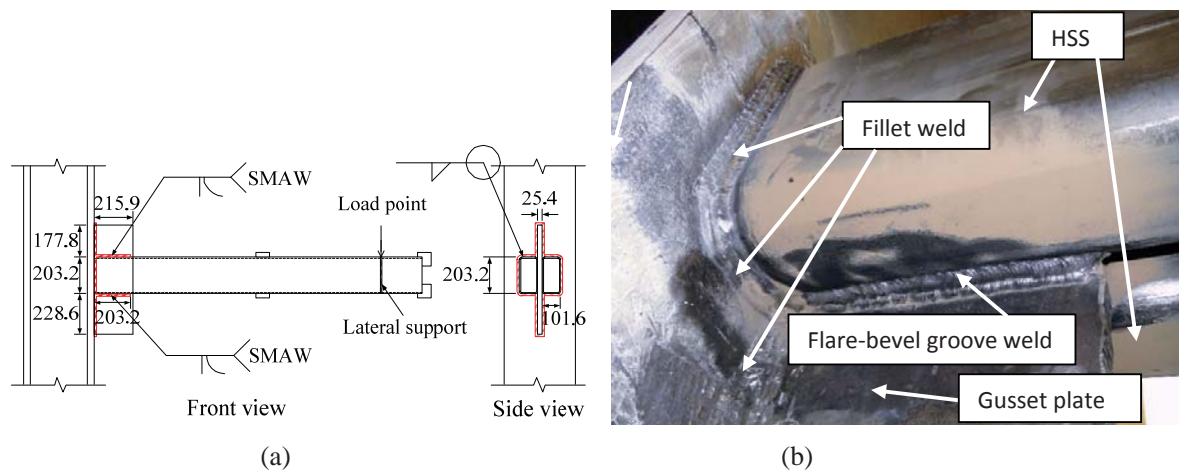 SMAW
215.9
177.8
203.2
228.6
203.2
SMAW
Load point
Lateral support
25.4
203.2
101.6
Front view
Side view
(a)
HSS
Fillet weld
Flare-bevel groove weld
Gusset plate
(b)